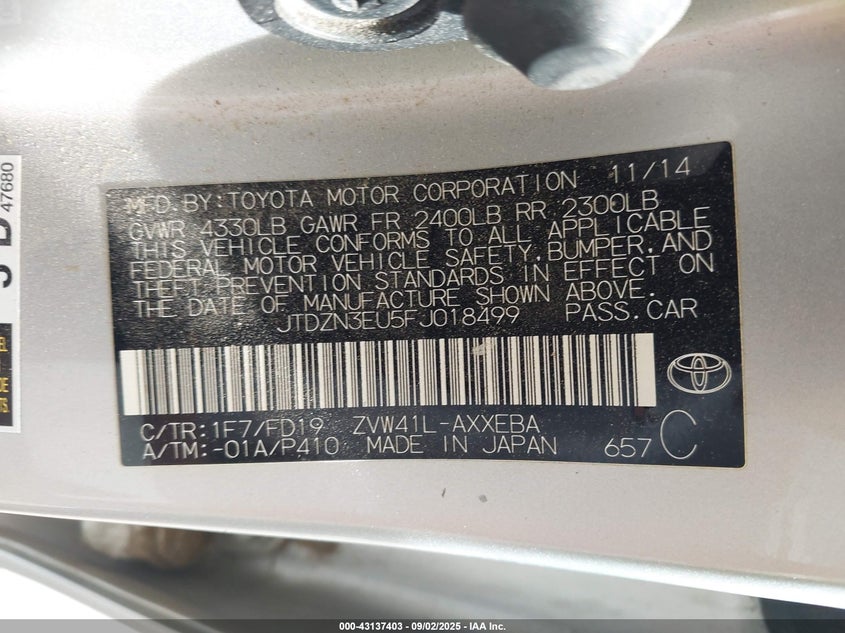 MFD.BY:TOYOTA MOTOR CORPORATION 11/14
GVWR 4330LB GAWR FR 2400LB RR 2300LB
THIS VEHICLE CONFORMS TO ALL APPLICABLE
FEDERAL MOTOR VEHICLE SAFETY,BUMPER,AND
THEFT PREVENTION STANDARDS IN EFFECT ON
THE DATE OF MANUFACTURE SHOWN ABOVE.
JTDZN3EU5FJ018499 PASS.CAR
C/TR:1F7/FD19 ZVW41L-AXXEBA
A/TM:-01A/P410 MADE IN JAPAN 657 C
47680
000-43137403 - 09/02/2025 - IAA Inc.